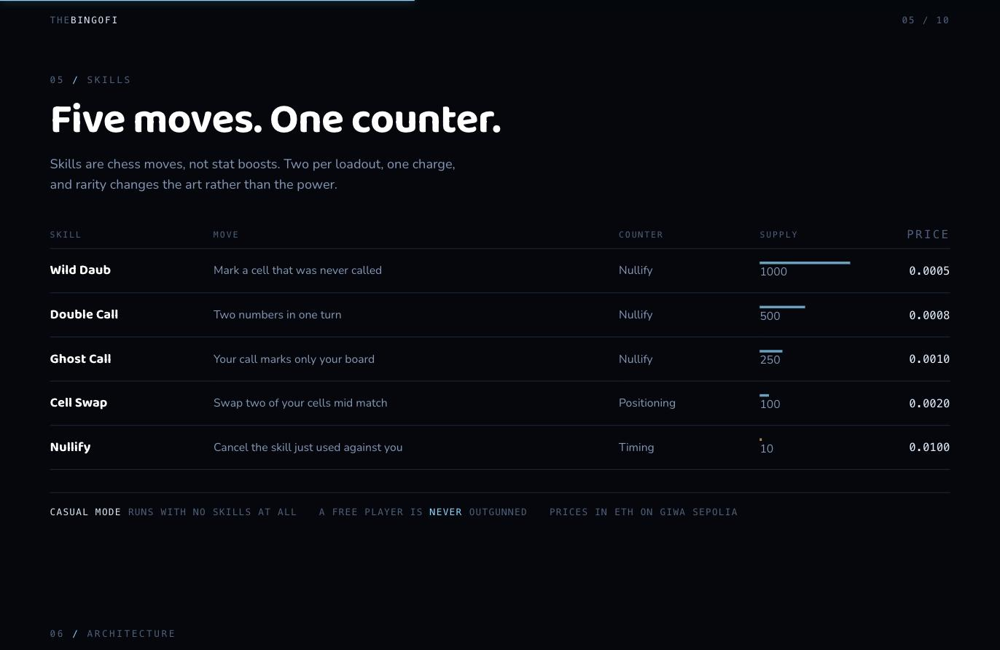 THEBINGOFI
05 / 10
05 / SKILLS
Five moves. One counter.
Skills are chess moves, not stat boosts. Two per loadout, one charge,
and rarity changes the art rather than the power.
SKILL MOVE COUNTER SUPPLY PRICE
Wild Daub Mark a cell that was never called Nullify 1000 0.0005
Double Call Two numbers in one turn Nullify 500 0.0008
Ghost Call Your call marks only your board Nullify 250 0.0010
Cell Swap Swap two of your cells mid match Positioning 100 0.0020
Nullify Cancel the skill just used against you Timing 10 0.0100
CASUAL MODE RUNS WITH NO SKILLS AT ALL A FREE PLAYER IS NEVER OUTGUNNED PRICES IN ETH ON GIWA SEPOLIA
06 / ARCHITECTURE